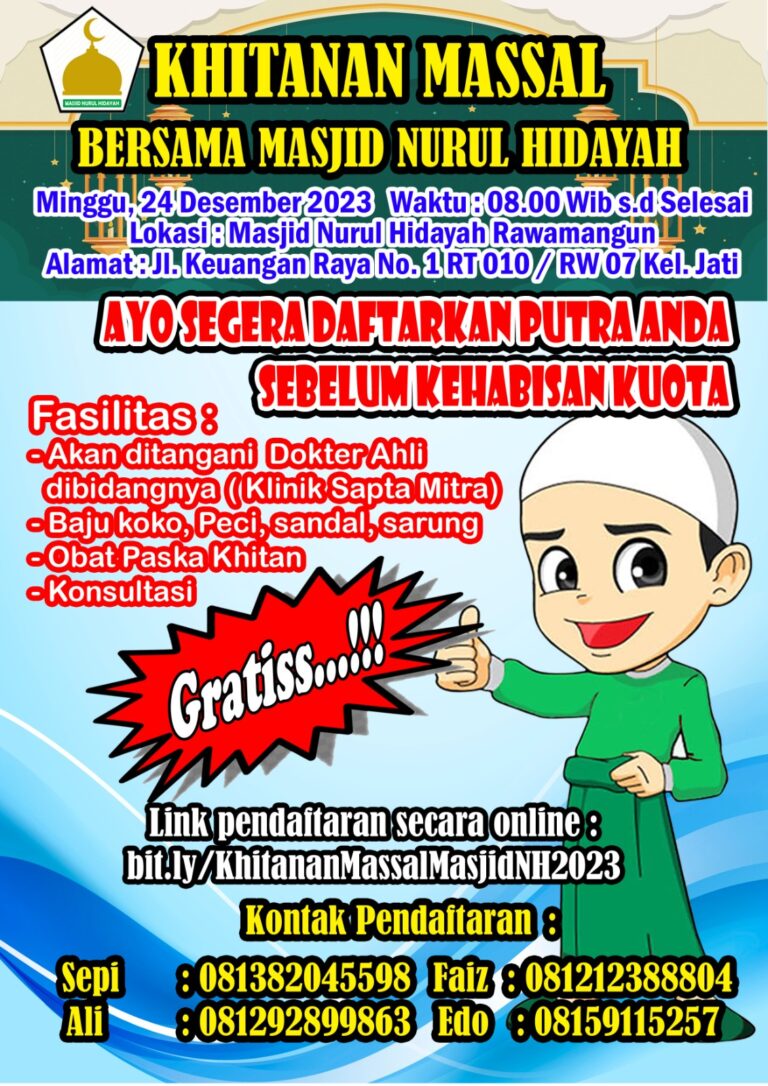 MASJID NURUL HIDAYAH
KHITANAN MASSAL
BERSAMA MASJID NURUL HIDAYAH
Minggu, 24 Desember 2023 Waktu : 08.00 Wib s.d Selesai
Lokasi : Masjid Nurul Hidayah Rawamangun
Alamat : Jl. Keuangan Raya No. 1 RT 010 / RW 07 Kel. Jati
AYO SEGERA DAFTARKAN PUTRA ANDA
SEBELUM KEHABISAN KUOTA
Fasilitas :
- Akan ditangani Dokter Ahli
dibidangnya ( Klinik Sapta Mitra)
- Baju koko, Peci, sandal, sarung
- Obat Paska Khitan
- Konsultasi
Gratiss...!!!
Link pendaftaran secara online :
bit.ly/KhitananMassalMasjidNH2023
Kontak Pendaftaran :
Sepi : 081382045598 Faiz : 081212388804
Ali : 081292899863 Edo : 08159115257